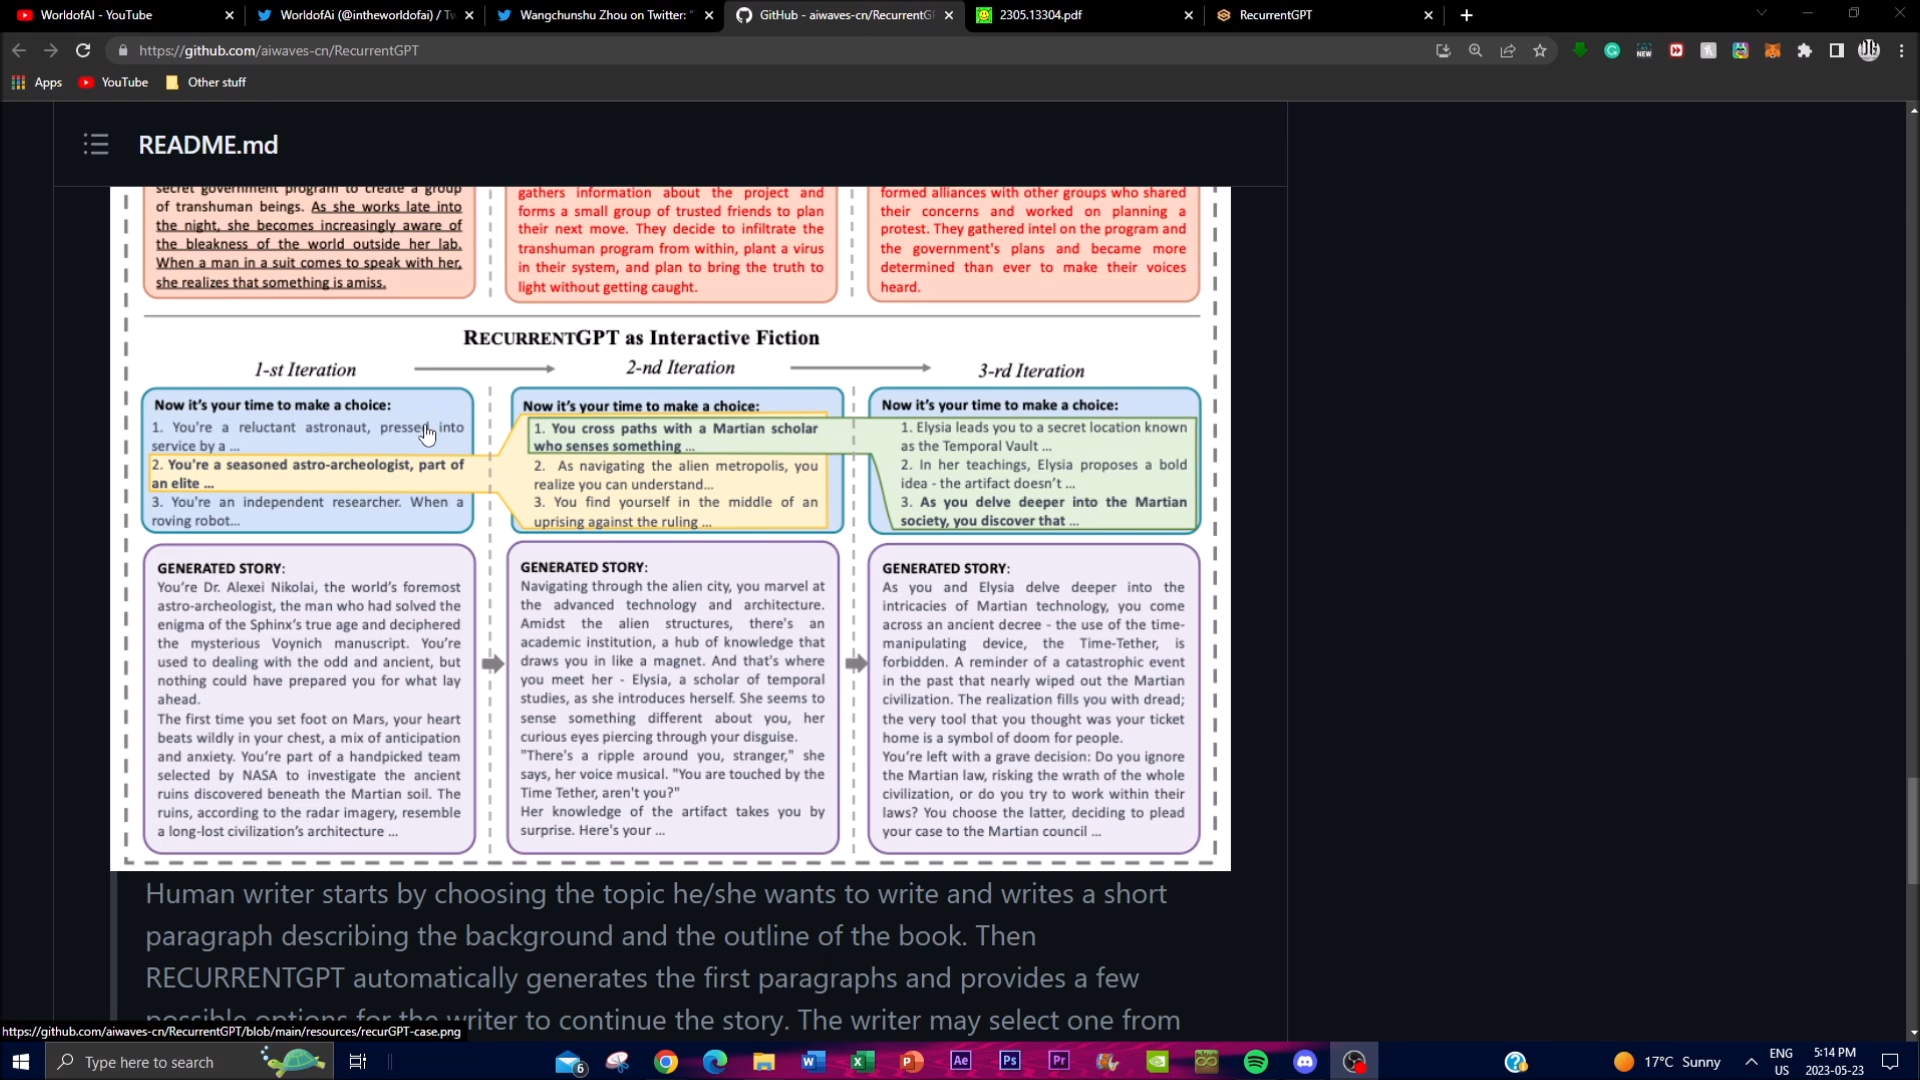 WorldofAI - YouTube
WorldofAi (@intheworldofai) / Tw
Wangchunshu Zhou on Twitter: "
GitHub - aiwaves-cn/RecurrentGP
2305.13304.pdf
RecurrentGPT
https://github.com/aiwaves-cn/RecurrentGPT
NEW
Apps
YouTube
Other stuff
README.md
secret government program to create a group
of transhuman beings. As she works late into
the night, she becomes increasingly aware of
the bleakness of the world outside her lab.
When a man in a suit comes to speak with her,
she realizes that something is amiss.
gathers information about the project and
forms a small group of trusted friends to plan
their next move. They decide to infiltrate the
transhuman program from within, plant a virus
in their system, and plan to bring the truth to
light without getting caught.
formed alliances with other groups who shared
their concerns and worked on planning a
protest. They gathered intel on the program and
the government's plans and became more
determined than ever to make their voices
heard.
RECURRENTGPT as Interactive Fiction
1-st Iteration
2-nd Iteration
3-rd Iteration
Now it's your time to make a choice:
1. You're a reluctant astronaut, pressed into
service by a ...
2. You're a seasoned astro-archeologist, part of
an elite ...
3. You're an independent researcher. When a
roving robot...
Now it's your time to make a choice:
1. You cross paths with a Martian scholar
who senses something ...
2. As navigating the alien metropolis, you
realize you can understand...
3. You find yourself in the middle of an
uprising against the ruling ...
Now it's your time to make a choice:
1. Elysia leads you to a secret location known
as the Temporal Vault ...
2. In her teachings, Elysia proposes a bold
idea - the artifact doesn't ...
3. As you delve deeper into the Martian
society, you discover that ...
GENERATED STORY:
You're Dr. Alexei Nikolai, the world's foremost
astro-archeologist, the man who had solved the
enigma of the Sphinx's true age and deciphered
the mysterious Voynich manuscript. You're
used to dealing with the odd and ancient, but
nothing could have prepared you for what lay
ahead.
The first time you set foot on Mars, your heart
beats wildly in your chest, a mix of anticipation
and anxiety. You're part of a handpicked team
selected by NASA to investigate the ancient
ruins discovered beneath the Martian soil. The
ruins, according to the radar imagery, resemble
a long-lost civilization's architecture ...
GENERATED STORY:
Navigating through the alien city, you marvel at
the advanced technology and architecture.
Amidst the alien structures, there's an
academic institution, a hub of knowledge that
draws you in like a magnet. And that's where
you meet her - Elysia, a scholar of temporal
studies, as she introduces herself. She seems to
sense something different about you, her
curious eyes piercing through your disguise.
"There's a ripple around you, stranger," she
says, her voice musical. "You are touched by the
Time Tether, aren't you?"
Her knowledge of the artifact takes you by
surprise. Here's your ...
GENERATED STORY:
As you and Elysia delve deeper into the
intricacies of Martian technology, you come
across an ancient decree - the use of the time-
manipulating device, the Time-Tether, is
forbidden. A reminder of a catastrophic event
in the past that nearly wiped out the Martian
civilization. The realization fills you with dread;
the very tool that you thought was your ticket
home is a symbol of doom for people.
You're left with a grave decision: Do you ignore
the Martian law, risking the wrath of the whole
civilization, or do you try to work within their
laws? You choose the latter, deciding to plead
your case to the Martian council ...
Human writer starts by choosing the topic he/she wants to write and writes a short
paragraph describing the background and the outline of the book. Then
RECURRENTGPT automatically generates the first paragraphs and provides a few
possible options for the writer to continue the story. The writer may select one from
https://github.com/aiwaves-cn/RecurrentGPT/blob/main/resources/recurGPT-case.png
Type here to search
6
Ae
Ps
Pr
17°C Sunny
ENG
US
5:14 PM
2023-05-23